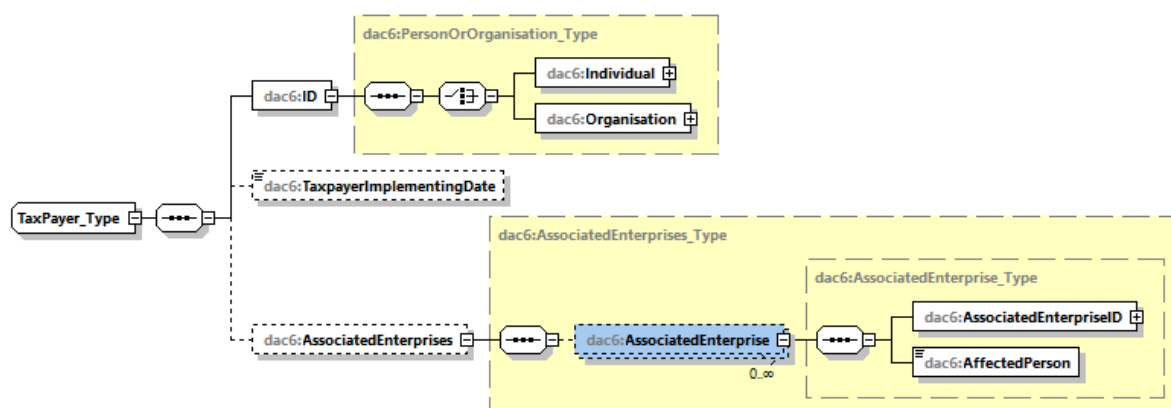 dac6:PersonOrOrganisation_Type
dac6:Individual
dac6:ID
dac6:Organisation
dac6:TaxpayerImplementingDate
TaxPayer_Type
dac6:AssociatedEnterprises_Type
dac6:AssociatedEnterprise_Type
dac6:AssociatedEnterpriseID
dac6:AssociatedEnterprises
dac6:AssociatedEnterprise
0..∞
dac6:AffectedPerson